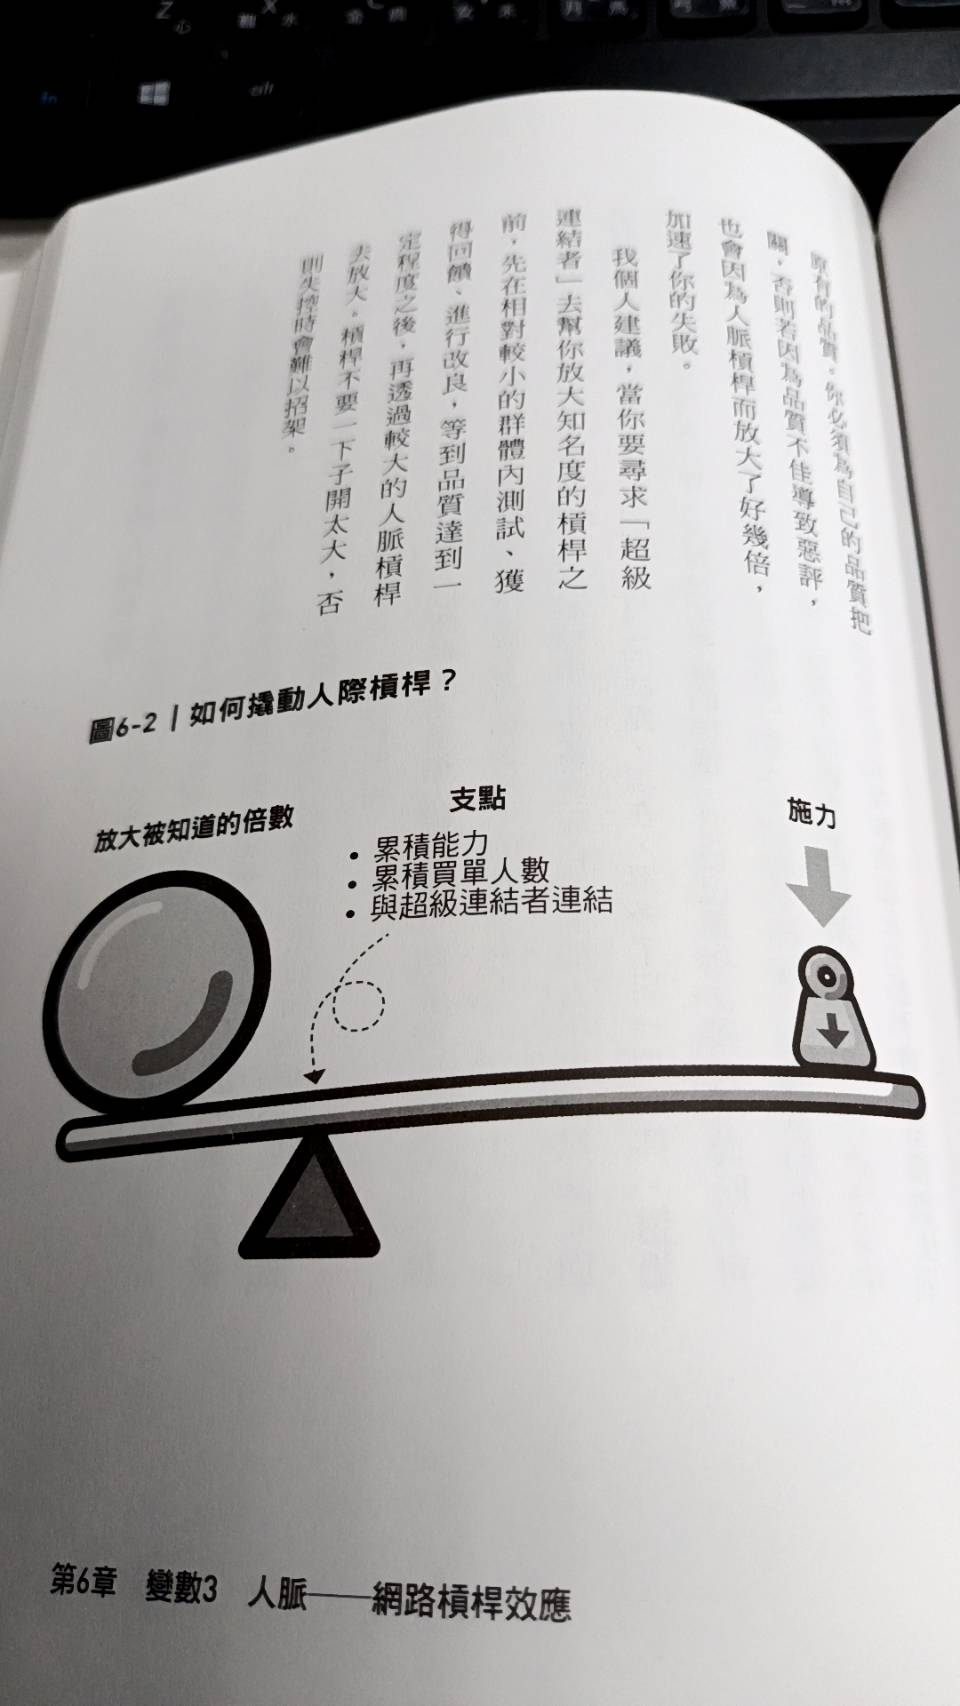 原有的品質。你必須為自己的品質把
關，否則若因為品質不佳導致惡評，
也會因為人脈槓桿而放大了好幾倍，
加速了你的失敗。
我個人建議，當你要尋求「超級
連結者」去幫你放大知名度的槓桿之
前，先在相對較小的群體內測試、獲
得回饋、進行改良，等到品質達到一
定程度之後，再透過較大的人脈槓桿
去放大。槓桿不要一下子開太大，否
則失控時會難以招架。
圖6-2｜如何撬動人際槓桿？
放大被知道的倍數
支點
• 累積能力
• 累積買單人數
• 與超級連結者連結
施力
第6章 變數3 人脈——網路槓桿效應